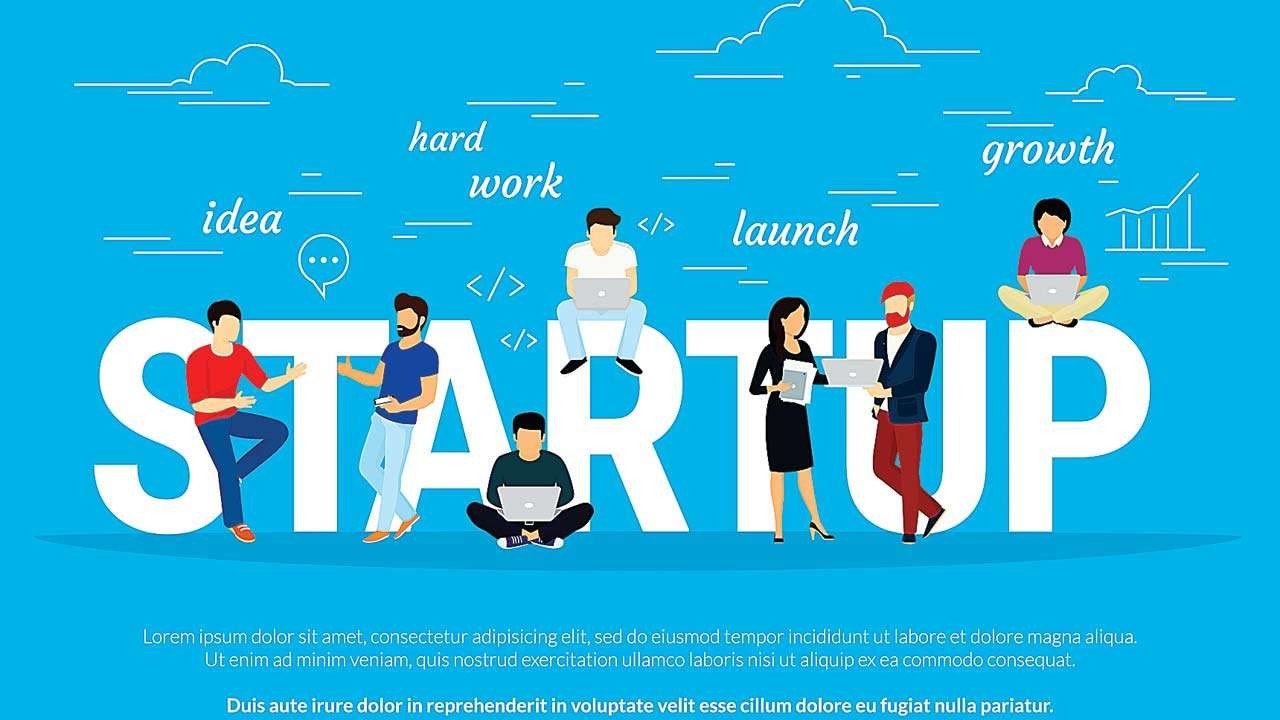 hard
work
growth
idea
launch
</>
</>
</>
STARTUP
Lorem ipsum dolor sit amet, consectetur adipisicing elit, sed do eiusmod tempor incididunt ut labore et dolore magna aliqua.
Ut enim ad minim veniam, quis nostrud exercitation ullamco laboris nisi ut aliquip ex ea commodo consequat.
Duis aute irure dolor in reprehenderit in voluptate velit esse cillum dolore eu fugiat nulla pariatur.